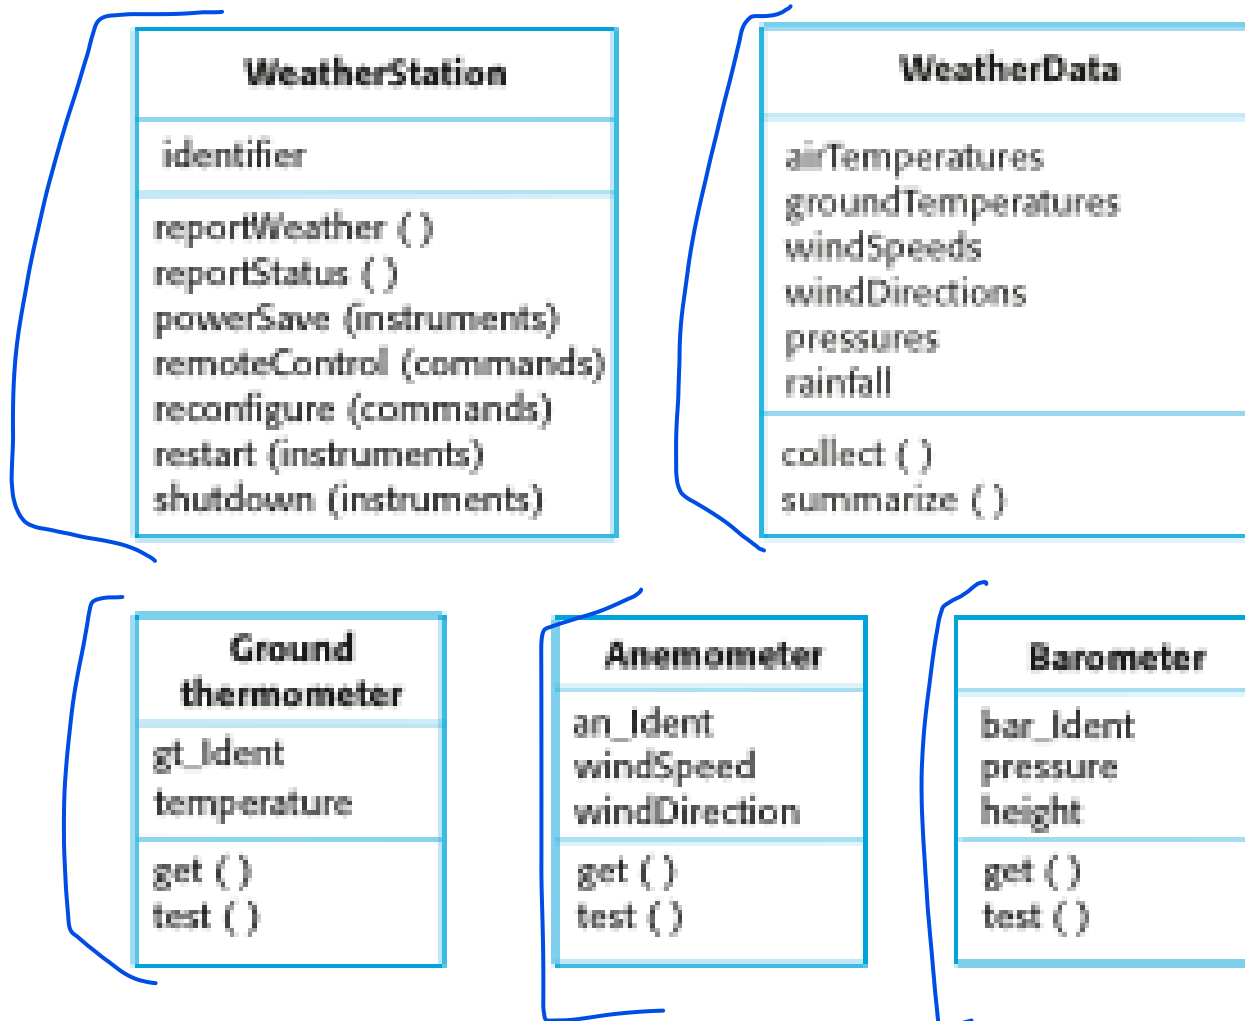 WeatherStation
identifier
reportWeather ( )
reportStatus ( )
powerSave (instruments)
remoteControl (commands)
reconfigure (commands)
restart (instruments)
shutdown (instruments)
WeatherData
airTemperatures
groundTemperatures
windSpeeds
windDirections
pressures
rainfall
collect ( )
summarize ( )
Ground
thermometer
gt_Ident
temperature
get ( )
test ( )
Anemometer
an_Ident
windSpeed
windDirection
get ( )
test ( )
Barometer
bar_Ident
pressure
height
get ( )
test ( )